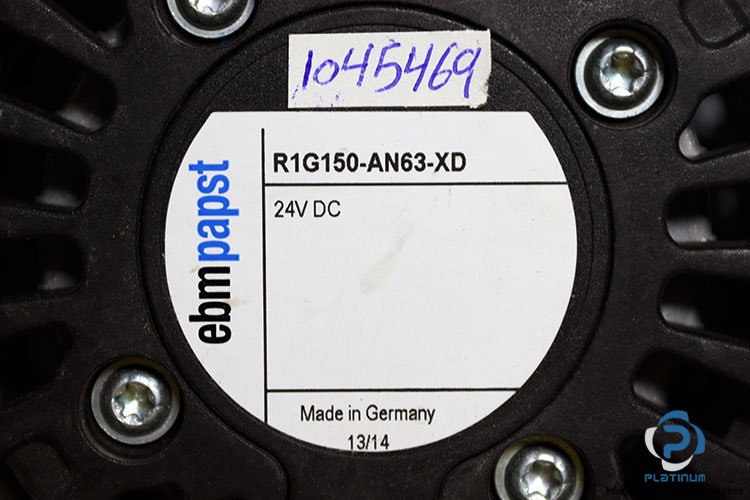 1045469
ebmpapst
R1G150-AN63-XD
24V DC
Made in Germany
13/14
PLATINUM